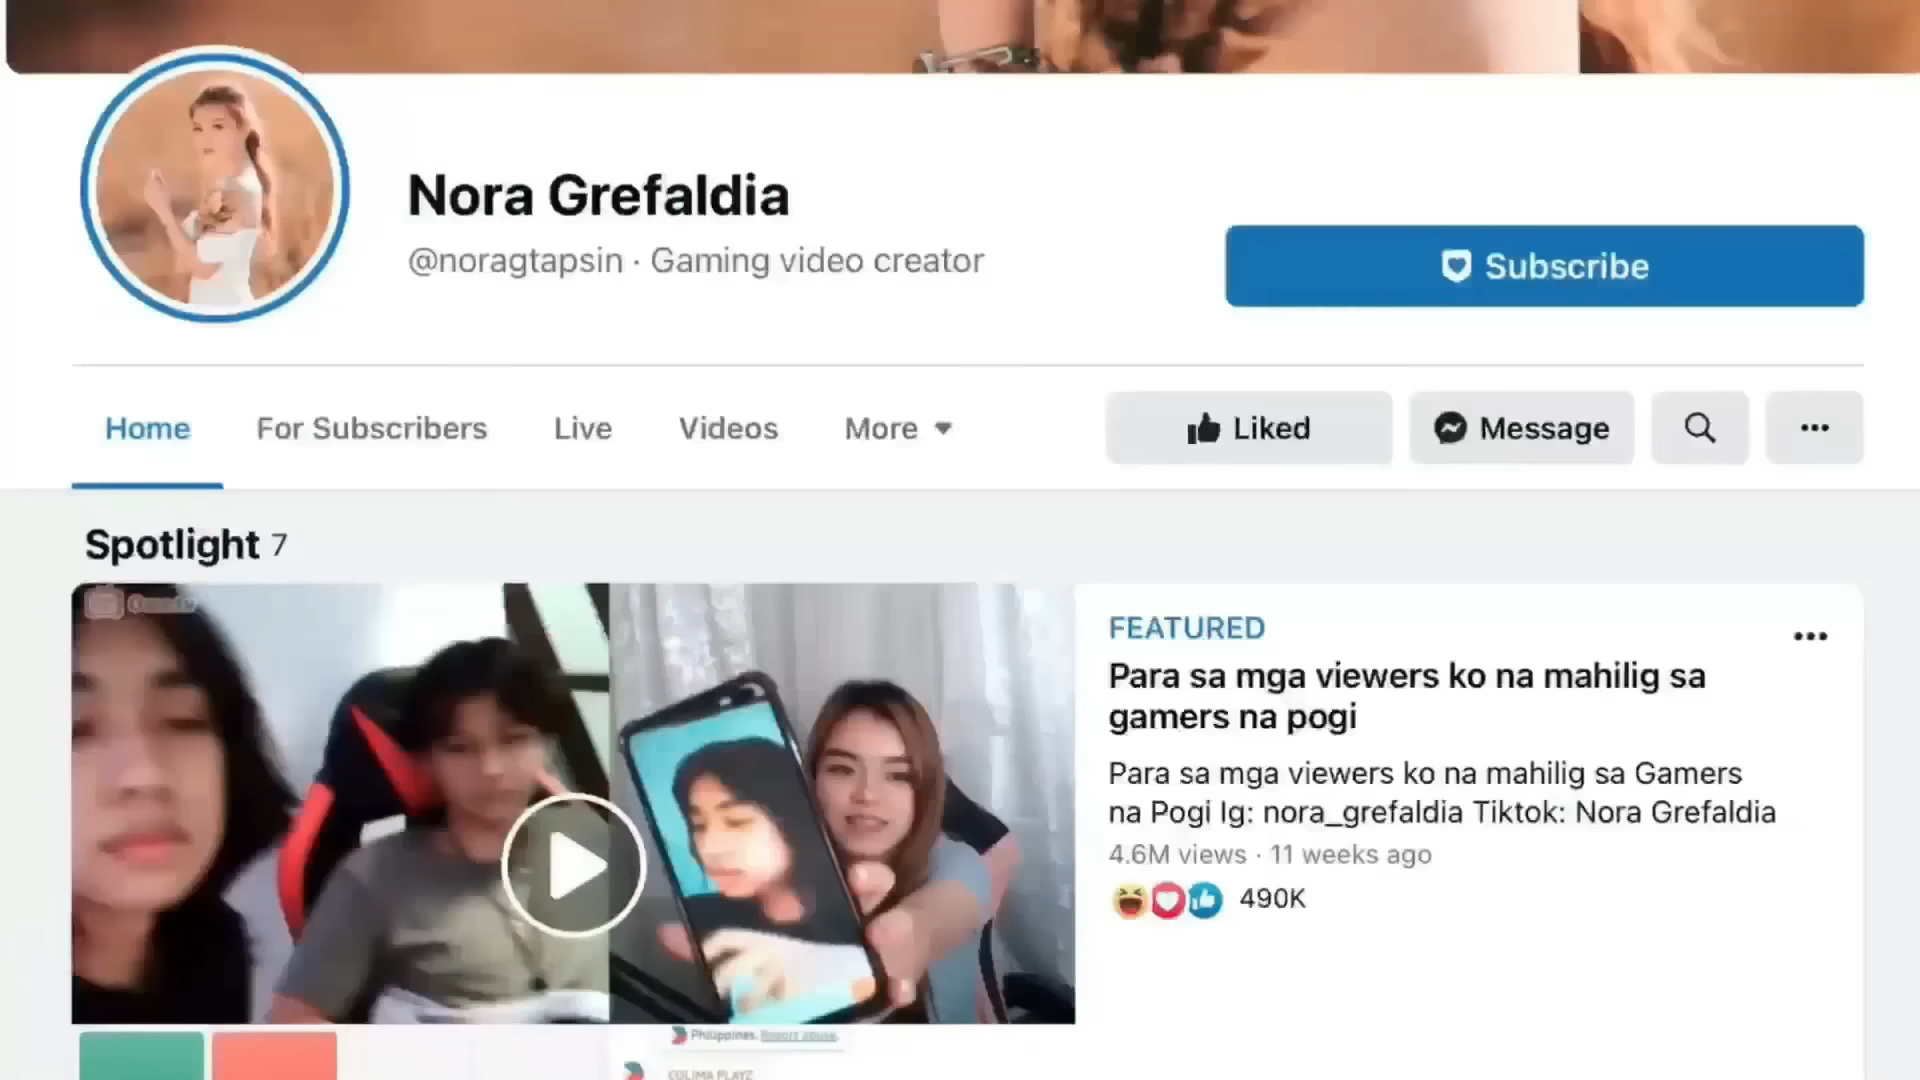 Nora Grefaldia
@noragtapsin · Gaming video creator
Subscribe
Home
For Subscribers
Live
Videos
More
Liked
Message
Spotlight 7
FEATURED
Para sa mga viewers ko na mahilig sa
gamers na pogi
Para sa mga viewers ko na mahilig sa Gamers
na Pogi Ig: nora_grefaldia Tiktok: Nora Grefaldia
4.6M views · 11 weeks ago
490K
Philippines. Report abuse.
COLIMA PLAYZ